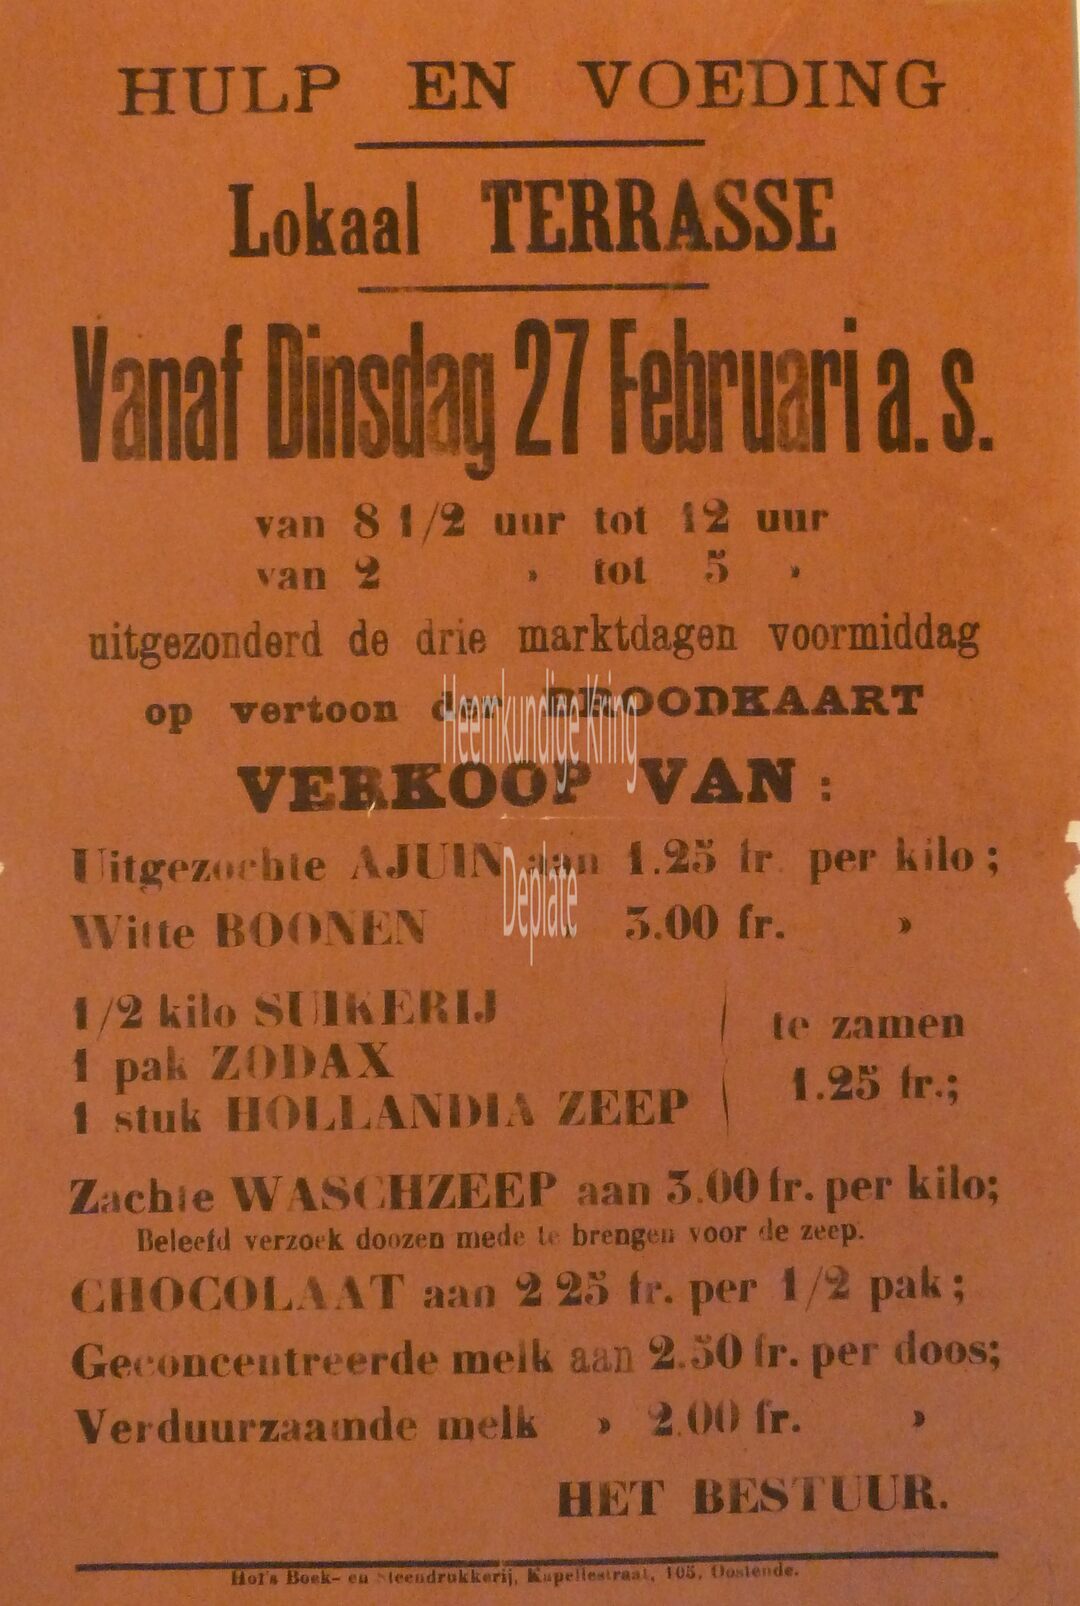 HULP EN VOEDING
Lokaal TERRASSE
Vanaf Dinsdag 27 Februari a. s.
van 8 1/2 uur tot 12 uur
van 2 » tot 5 »
uitgezonderd de drie marktdagen voormiddag
op vertoon der BROODKAART
Heemkundige Kring
VERKOOP VAN :
Uitgezochte AJUIN aan 1.25 fr. per kilo ;
Deplate
Witte BOONEN 3.00 fr. »
1/2 kilo SUIKERIJ
1 pak ZODAX
1 stuk HOLLANDIA ZEEP
te zamen
1.25 fr.;
Zachte WASCHZEEP aan 3.00 fr. per kilo;
Beleefd verzoek doozen mede te brengen voor de zeep.
CHOCOLAAT aan 2 25 fr. per 1/2 pak ;
Geconcentreerde melk aan 2.50 fr. per doos;
Verduurzaamde melk » 2.00 fr. »
HET BESTUUR.
Hol's Boek- en Steendrukkerij, Kapellestraat, 105, Oostende.